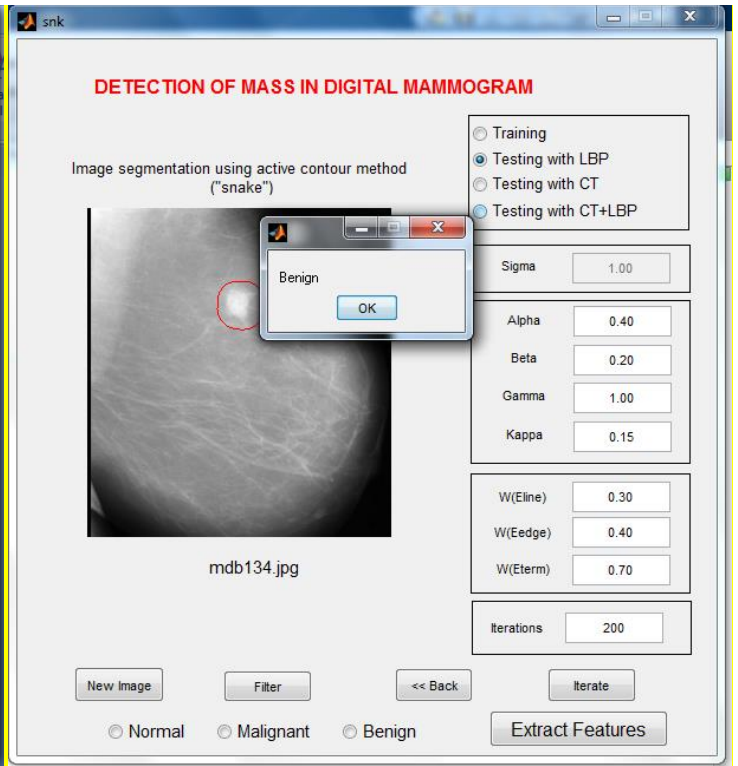 snk
DETECTION OF MASS IN DIGITAL MAMMOGRAM
Image segmentation using active contour method
("snake")
Benign
OK
mdb134.jpg
Training
Testing with LBP
Testing with CT
Testing with CT+LBP
Sigma 1.00
Alpha 0.40
Beta 0.20
Gamma 1.00
Kappa 0.15
W(Eline) 0.30
W(Eedge) 0.40
W(Eterm) 0.70
Iterations 200
New Image Filter << Back Iterate
Normal Malignant Benign Extract Features